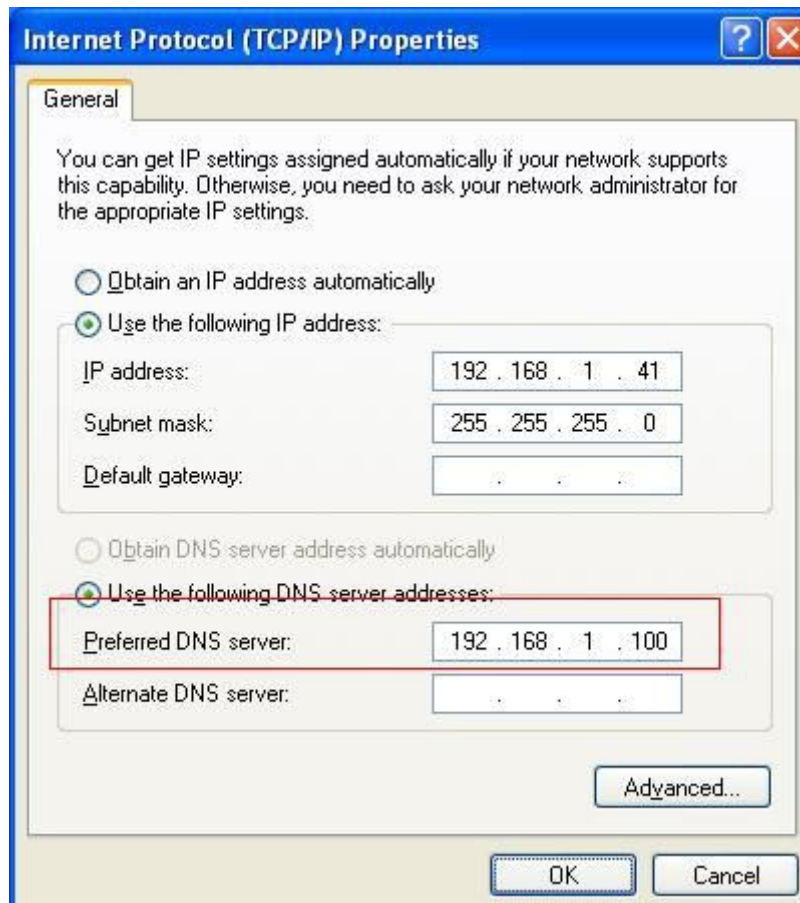 Internet Protocol (TCP/IP) Properties
General
You can get IP settings assigned automatically if your network supports
this capability. Otherwise, you need to ask your network administrator for
the appropriate IP settings.
Obtain an IP address automatically
Use the following IP address:
IP address: 192 . 168 . 1 . 41
Subnet mask: 255 . 255 . 255 . 0
Default gateway: . . .
Obtain DNS server address automatically
Use the following DNS server addresses:
Preferred DNS server: 192 . 168 . 1 . 100
Alternate DNS server: . . .
Advanced...
OK Cancel